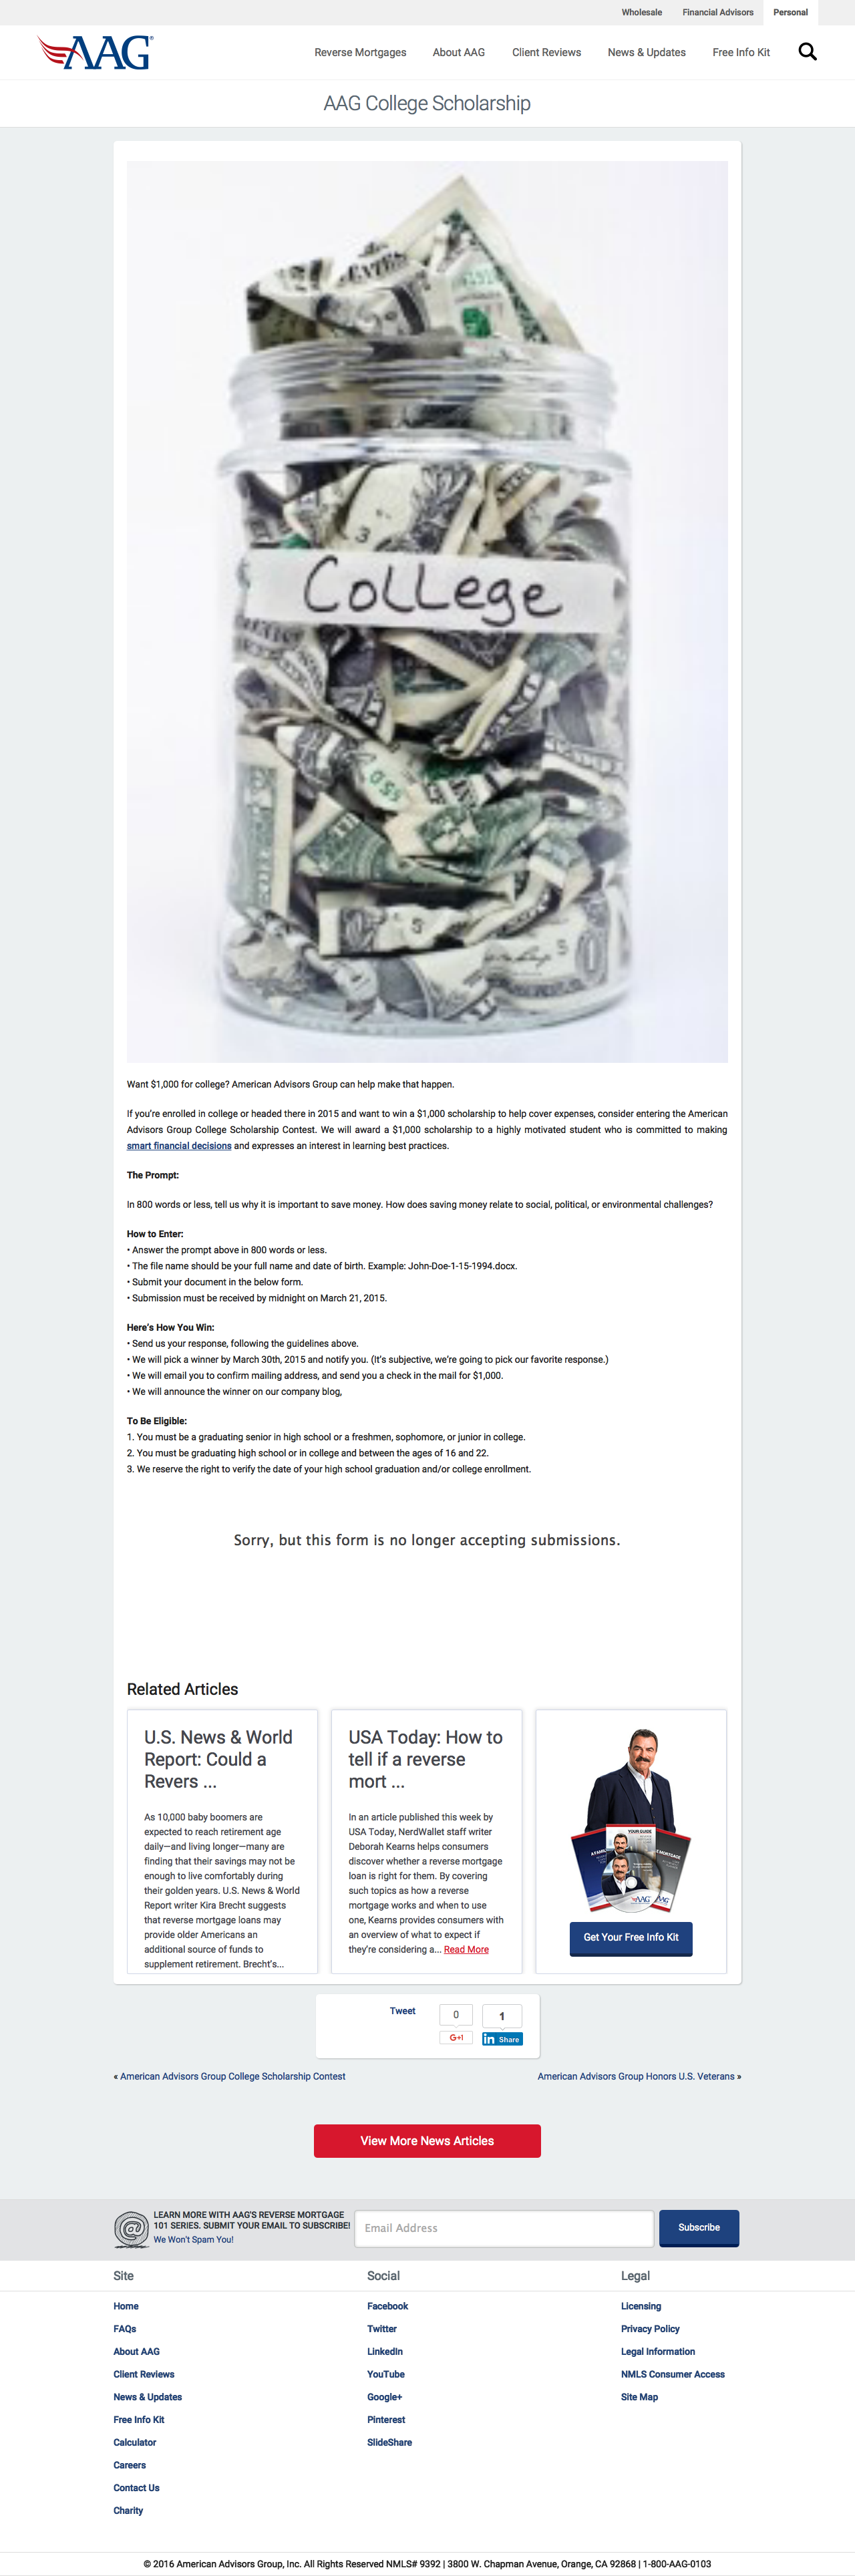 Wholesale Financial Advisors Personal
AAG
Reverse Mortgages About AAG Client Reviews News & Updates Free Info Kit
AAG College Scholarship
College
Want $1,000 for college? American Advisors Group can help make that happen.
If you're enrolled in college or headed there in 2015 and want to win a $1,000 scholarship to help cover expenses, consider entering the American
Advisors Group College Scholarship Contest. We will award a $1,000 scholarship to a highly motivated student who is committed to making
smart financial decisions and expresses an interest in learning best practices.
The Prompt:
In 800 words or less, tell us why it is important to save money. How does saving money relate to social, political, or environmental challenges?
How to Enter:
• Answer the prompt above in 800 words or less.
• The file name should be your full name and date of birth. Example: John-Doe-1-15-1994.docx.
• Submit your document in the below form.
• Submission must be received by midnight on March 21, 2015.
Here's How You Win:
• Send us your response, following the guidelines above.
• We will pick a winner by March 30th, 2015 and notify you. (It's subjective, we're going to pick our favorite response.)
• We will email you to confirm mailing address, and send you a check in the mail for $1,000.
• We will announce the winner on our company blog,
To Be Eligible:
1. You must be a graduating senior in high school or a freshmen, sophomore, or junior in college.
2. You must be graduating high school or in college and between the ages of 16 and 22.
3. We reserve the right to verify the date of your high school graduation and/or college enrollment.
Sorry, but this form is no longer accepting submissions.
Related Articles
U.S. News & World
Report: Could a
Revers ...
As 10,000 baby boomers are
expected to reach retirement age
daily—and living longer—many are
finding that their savings may not be
enough to live comfortably during
their golden years. U.S. News & World
Report writer Kira Brecht suggests
that reverse mortgage loans may
provide older Americans an
additional source of funds to
supplement retirement. Brecht's...
USA Today: How to
tell if a reverse
mort ...
In an article published this week by
USA Today, NerdWallet staff writer
Deborah Kearns helps consumers
discover whether a reverse mortgage
loan is right for them. By covering
such topics as how a reverse
mortgage works and when to use
one, Kearns provides consumers with
an overview of what to expect if
they're considering a... Read More
YOUR GUIDE
AAG AAG
Get Your Free Info Kit
Tweet
0
G+1
1
in Share
« American Advisors Group College Scholarship Contest
American Advisors Group Honors U.S. Veterans »
View More News Articles
LEARN MORE WITH AAG'S REVERSE MORTGAGE
101 SERIES. SUBMIT YOUR EMAIL TO SUBSCRIBE!
We Won't Spam You!
Email Address
Subscribe
Site
Home
FAQs
About AAG
Client Reviews
News & Updates
Free Info Kit
Calculator
Careers
Contact Us
Charity
Social
Facebook
Twitter
LinkedIn
YouTube
Google+
Pinterest
SlideShare
Legal
Licensing
Privacy Policy
Legal Information
NMLS Consumer Access
Site Map
© 2016 American Advisors Group, Inc. All Rights Reserved NMLS# 9392 | 3800 W. Chapman Avenue, Orange, CA 92868 | 1-800-AAG-0103